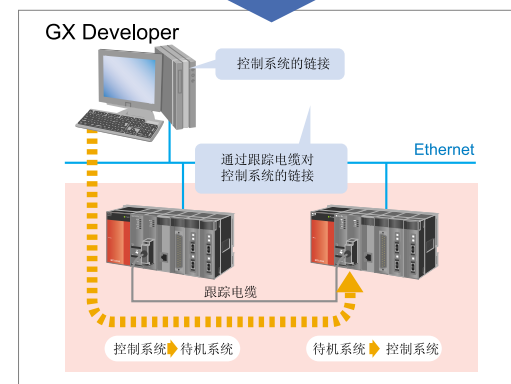 GX Developer
控制系统的链接
Ethernet
通过跟踪电缆对
控制系统的链接
跟踪电缆
控制系统 待机系统
待机系统 控制系统